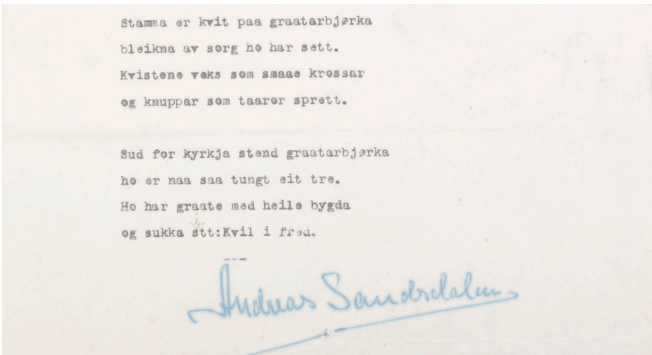 Stamma er kvit paa graatarbjørka
bleikna av sorg ho har sett.
Kvistene veks som smaae krossar
og knuppar som taaror sprett.
Sud for kyrkja stend graatarbjørka
ho er naa saa tungt eit tre.
Ho har graate med heile bygda
og sukka stt:Kvil i fred.
---
Andreas Sandsdalen